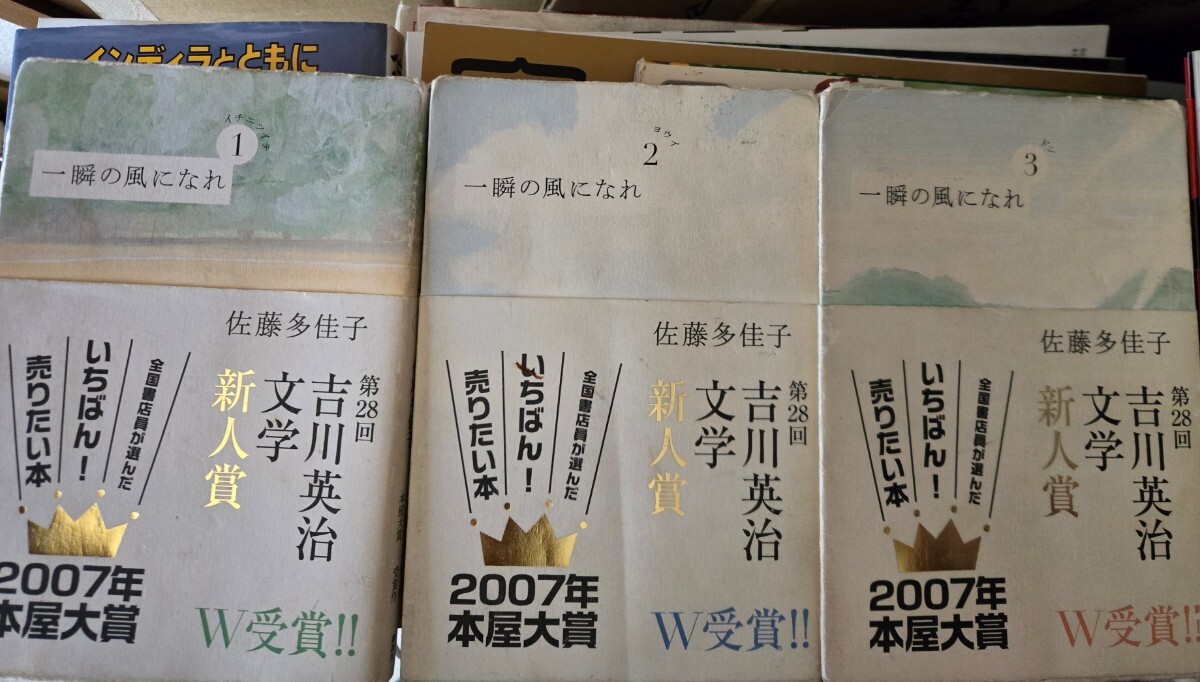 インディラとともに
1
イチニツイテ
一瞬の風になれ
佐藤多佳子
第28回
吉川英治
文学
新人賞
全国書店員が選んだ
いちばん!
売りたい本
2007年
本屋大賞
W受賞!!
本屋大賞
2
ヨウイ
一瞬の風になれ
佐藤多佳子
第28回
吉川英治
文学
新人賞
全国書店員が選んだ
いちばん!
売りたい本
2007年
本屋大賞
W受賞!!
3
ドン
一瞬の風になれ
佐藤多佳子
第28回
吉川英治
文学
新人賞
全国書店員が選んだ
いちばん!
売りたい本
2007年
本屋大賞
W受賞!!